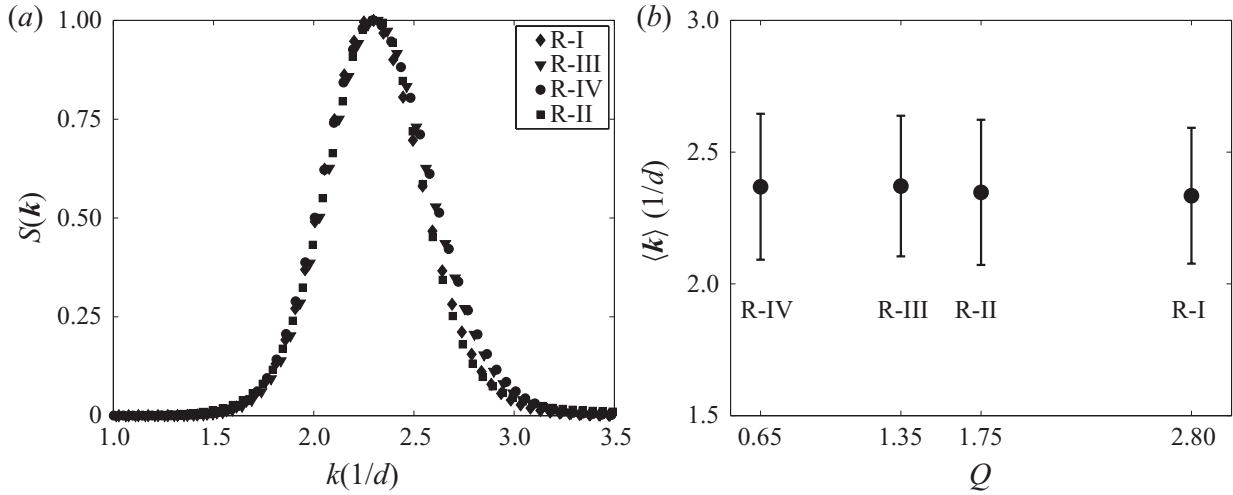 (a)
1.00
0.75
0.50
0.25
0
S(k)
1.0 1.5 2.0 2.5 3.0 3.5
k(1/d)
R-I
R-III
R-IV
R-II
(b)
3.0
2.5
2.0
1.5
⟨k⟩ (1/d)
R-IV R-III R-II R-I
0.65 1.35 1.75 2.80
Q